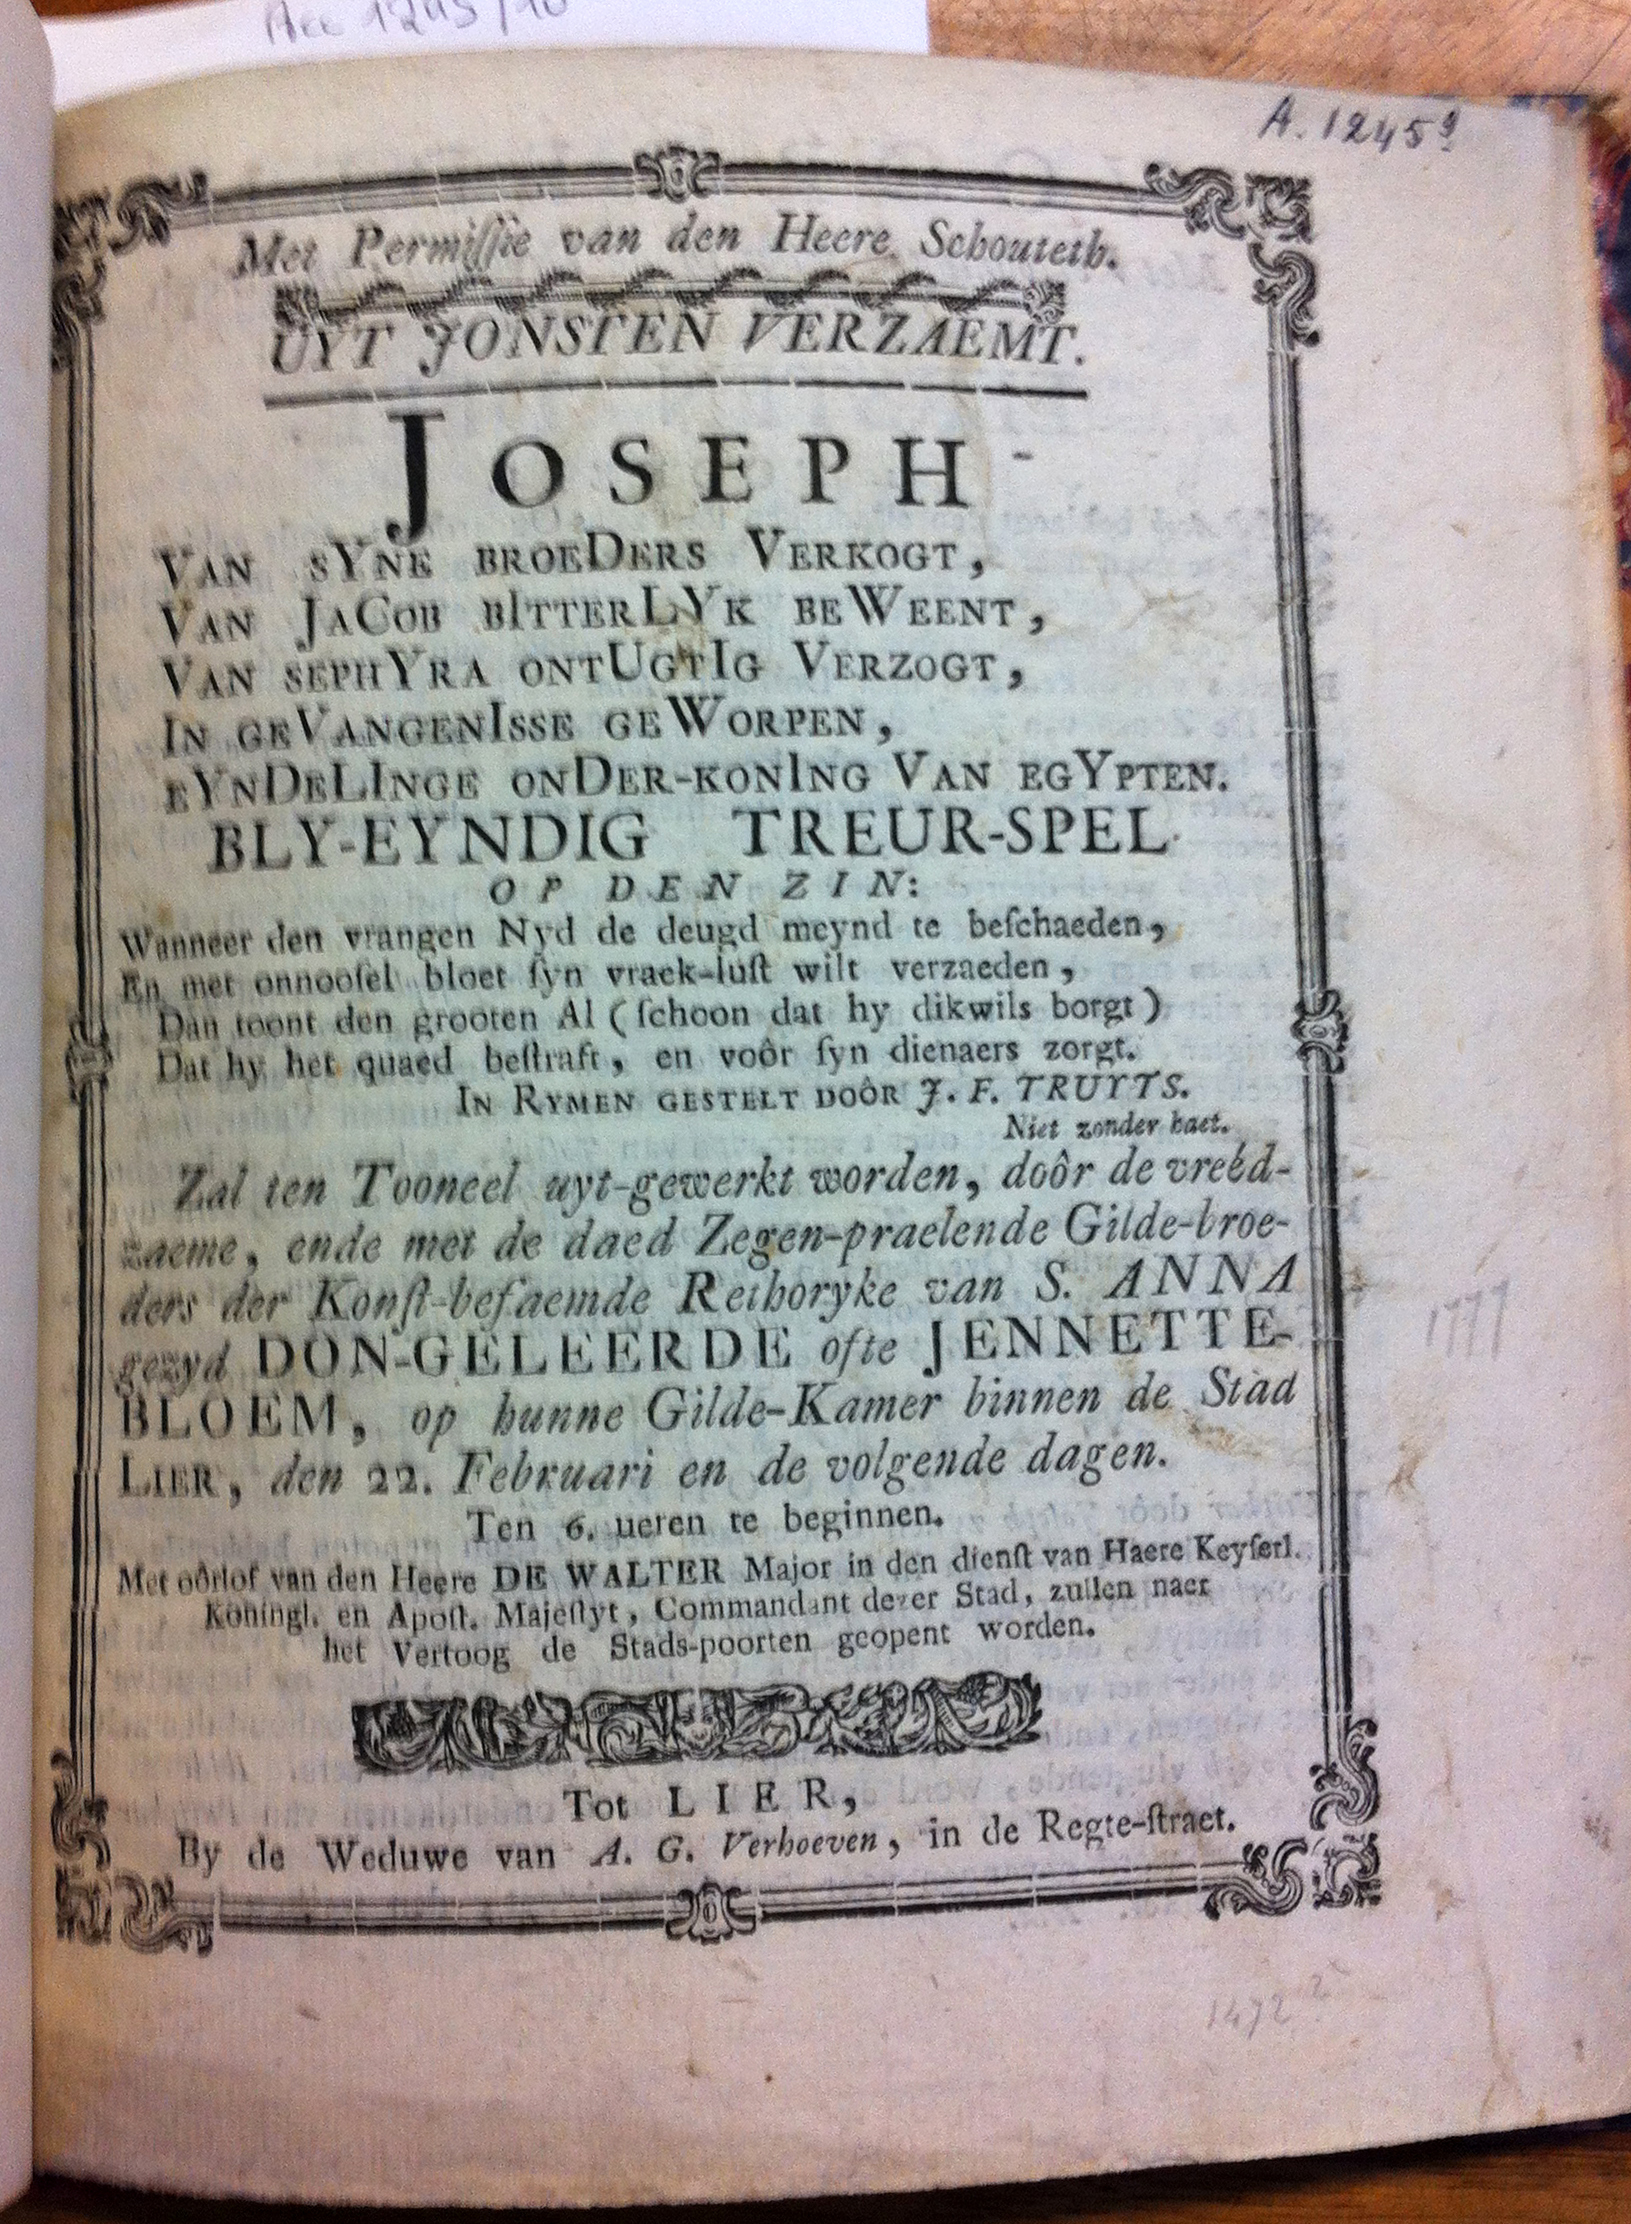 Acc 1245/10
A. 1245⁹
Met Permiſſie van den Heere Schouteth.
UYT JONSTEN VERZAEMT.
JOSEPH
VAN sYNE BROEDERS VERKOGT,
VAN JACOB BITTERLYK BEWEENT,
VAN SEPHYRA ONTUGTIG VERZOGT,
IN GEVANGENISSE GEWORPEN,
EYNDELINGE ONDER-KONING VAN EGYPTEN.
BLY-EYNDIG TREUR-SPEL.
OP DEN ZIN:
Wanneer den vrangen Nyd de deugd meynd te beſchaeden,
En met onnooſel bloet ſyn vraek-luſt wilt verzaeden,
Dan toont den grooten Al (ſchoon dat hy dikwils borgt)
Dat hy het quaed beſtraft, en voôr ſyn dienaers zorgt.
IN RYMEN GESTELT DOÔR J. F. TRUYTS.
Niet zonder haet.
Zal ten Tooneel uyt-gewerkt worden, doôr de vreéd-
zaeme, ende met de daed Zegen-praelende Gilde-broe-
ders der Konſt-befaemde Rethoryke van S. ANNA
gezyd DON-GELEERDE ofte JENNETTE-
BLOEM, op hunne Gilde-Kamer binnen de Stad
LIER, den 22. Februari en de volgende dagen.
Ten 6. ueren te beginnen.
Met oôrlof van den Heere DE WALTER Major in den dienſt van Haere Keyſerl.
Koningl. en Apoſt. Majeſtyt, Commandant dezer Stad, zullen naer
het Vertoog de Stads-poorten geopent worden.
Tot LIER,
By de Weduwe van A. G. Verhoeven, in de Regte-ſtraet.
1777
1472 2